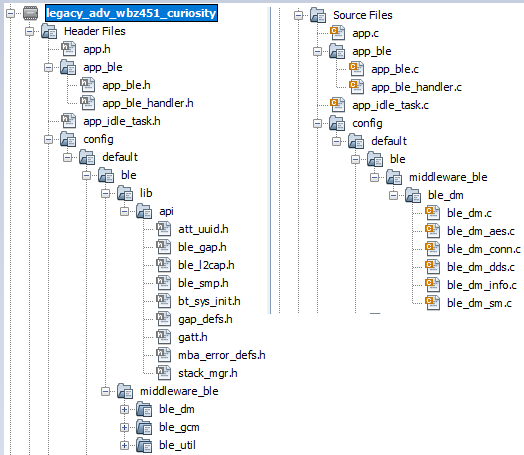 legacy_adv_wbz451_curiosity
Header Files
app.h
app_ble
app_ble.h
app_ble_handler.h
app_idle_task.h
config
default
ble
lib
api
att_uuid.h
ble_gap.h
ble_l2cap.h
ble_smp.h
bt_sys_init.h
gap_defs.h
gatt.h
mba_error_defs.h
stack_mgr.h
middleware_ble
ble_dm
ble_gcm
ble_util
Source Files
app.c
app_ble
app_ble.c
app_ble_handler.c
app_idle_task.c
config
default
ble
middleware_ble
ble_dm
ble_dm.c
ble_dm_aes.c
ble_dm_conn.c
ble_dm_dds.c
ble_dm_info.c
ble_dm_sm.c